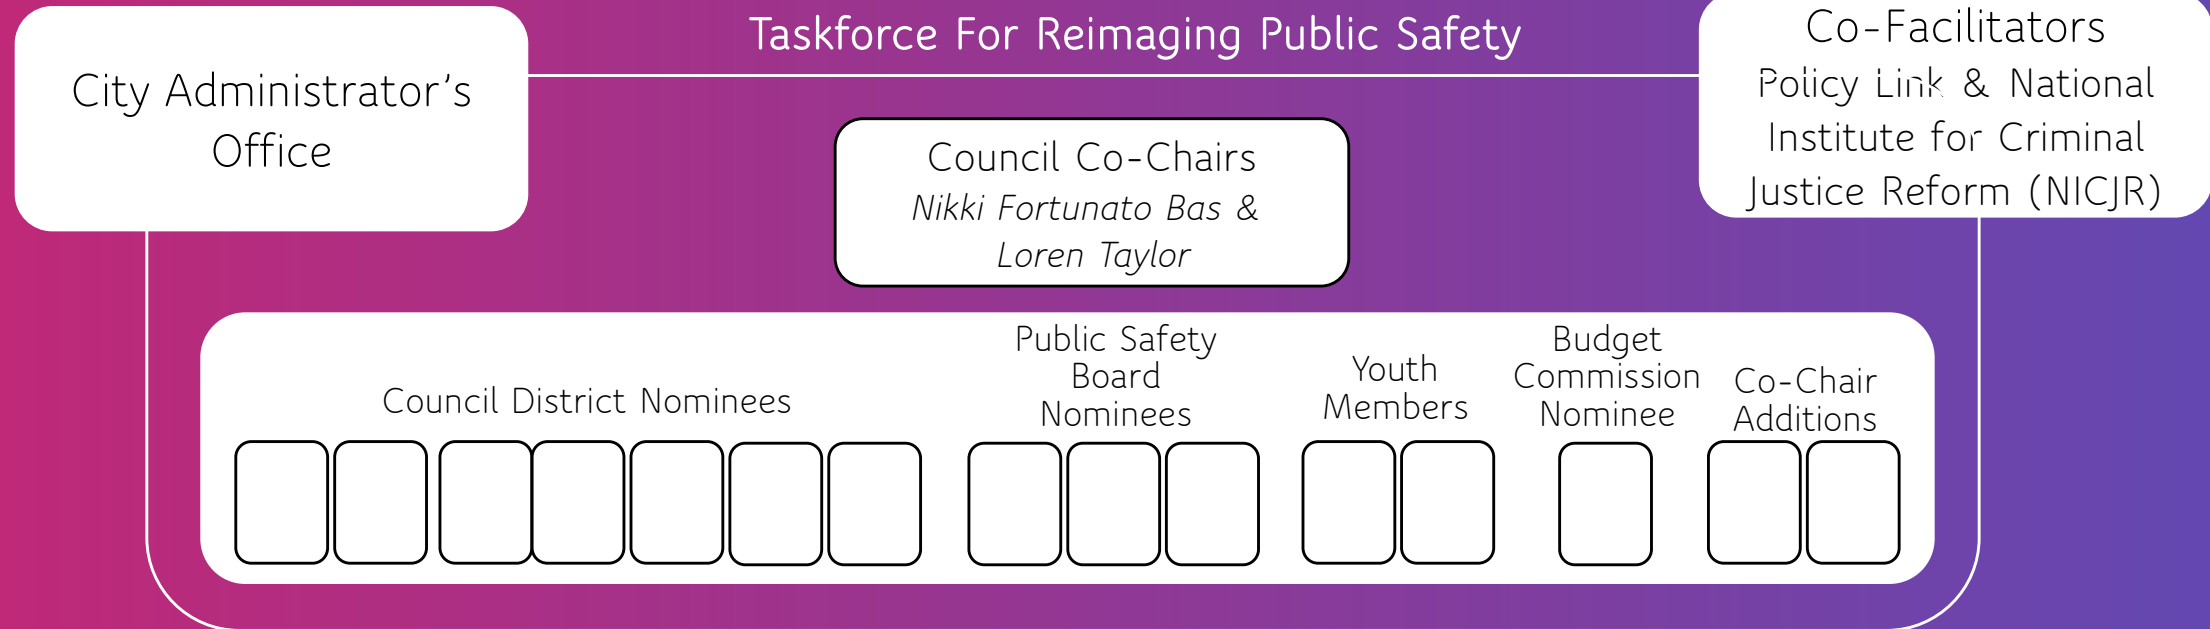 Taskforce For Reimaging Public Safety
City Administrator's
Office
Co-Facilitators
Policy Link & National
Institute for Criminal
Justice Reform (NICJR)
Council Co-Chairs
Nikki Fortunato Bas &
Loren Taylor
Council District Nominees
Public Safety
Board
Nominees
Youth
Members
Budget
Commission
Nominee
Co-Chair
Additions